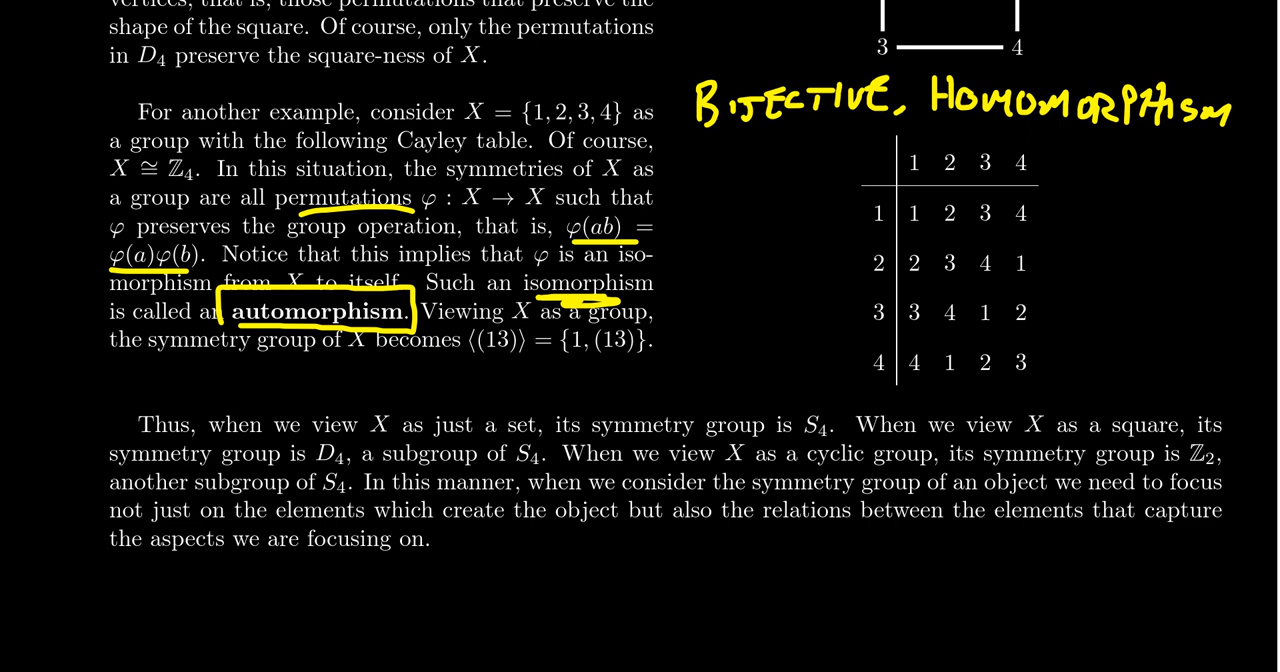 vertices, that is, those permutations that preserve the
shape of the square. Of course, only the permutations
in D₄ preserve the square-ness of X.
3 4
BIJECTIVE, HOMOMORPHISM
For another example, consider X = {1, 2, 3, 4} as
a group with the following Cayley table. Of course,
X ≅ ℤ₄. In this situation, the symmetries of X as
a group are all permutations φ : X → X such that
φ preserves the group operation, that is, φ(ab) =
φ(a)φ(b). Notice that this implies that φ is an iso-
morphism from X to itself. Such an isomorphism
is called an automorphism. Viewing X as a group,
the symmetry group of X becomes ⟨(13)⟩ = {1, (13)}.
1 2 3 4
1 1 2 3 4
2 2 3 4 1
3 3 4 1 2
4 4 1 2 3
Thus, when we view X as just a set, its symmetry group is S₄. When we view X as a square, its
symmetry group is D₄, a subgroup of S₄. When we view X as a cyclic group, its symmetry group is ℤ₂,
another subgroup of S₄. In this manner, when we consider the symmetry group of an object we need to focus
not just on the elements which create the object but also the relations between the elements that capture
the aspects we are focusing on.